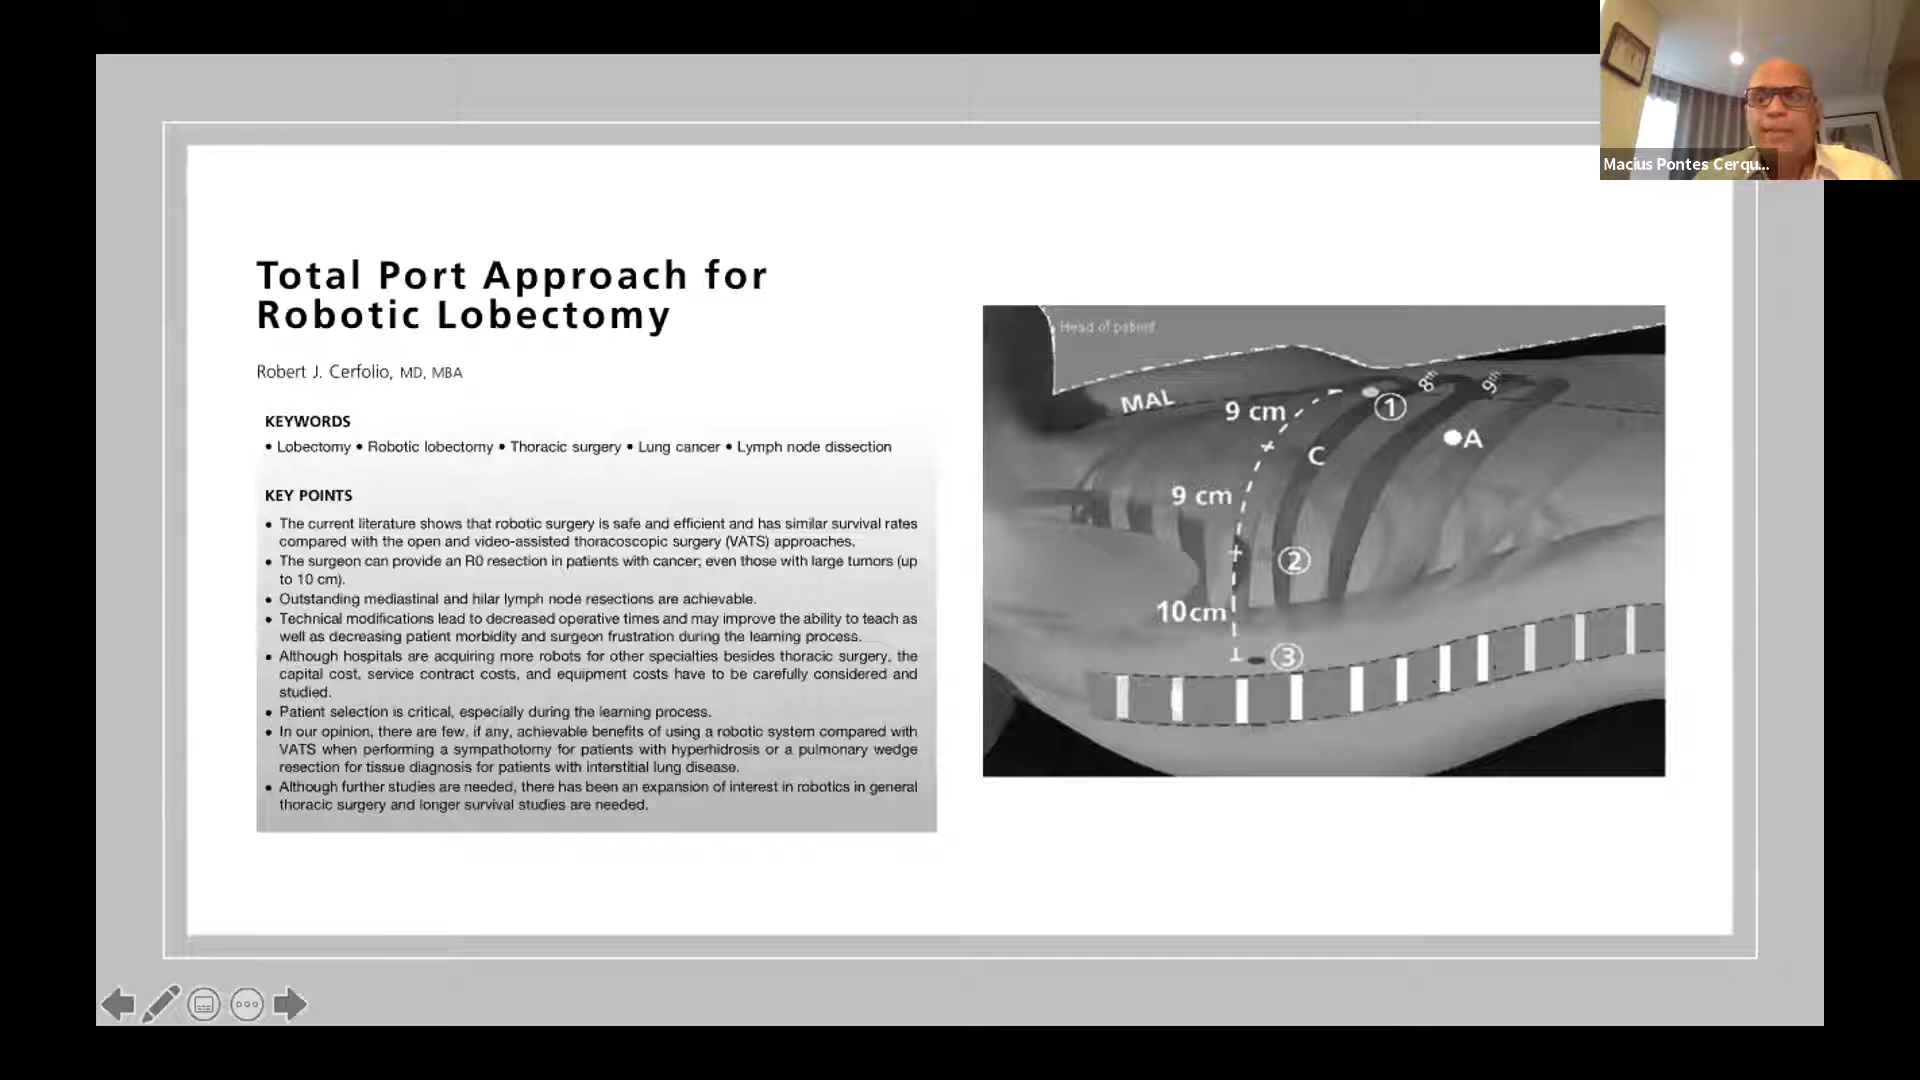 Macius Pontes Cerqu...
Total Port Approach for
Robotic Lobectomy
Robert J. Cerfolio, MD, MBA
KEYWORDS
• Lobectomy • Robotic lobectomy • Thoracic surgery • Lung cancer • Lymph node dissection
KEY POINTS
• The current literature shows that robotic surgery is safe and efficient and has similar survival rates
compared with the open and video-assisted thoracoscopic surgery (VATS) approaches.
• The surgeon can provide an R0 resection in patients with cancer; even those with large tumors (up
to 10 cm).
• Outstanding mediastinal and hilar lymph node resections are achievable.
• Technical modifications lead to decreased operative times and may improve the ability to teach as
well as decreasing patient morbidity and surgeon frustration during the learning process.
• Although hospitals are acquiring more robots for other specialties besides thoracic surgery, the
capital cost, service contract costs, and equipment costs have to be carefully considered and
studied.
• Patient selection is critical, especially during the learning process.
• In our opinion, there are few, if any, achievable benefits of using a robotic system compared with
VATS when performing a sympathotomy for patients with hyperhidrosis or a pulmonary wedge
resection for tissue diagnosis for patients with interstitial lung disease.
• Although further studies are needed, there has been an expansion of interest in robotics in general
thoracic surgery and longer survival studies are needed.
Head of patient
MAL
8th
9th
9 cm
①
A
C
9 cm
②
10cm
③